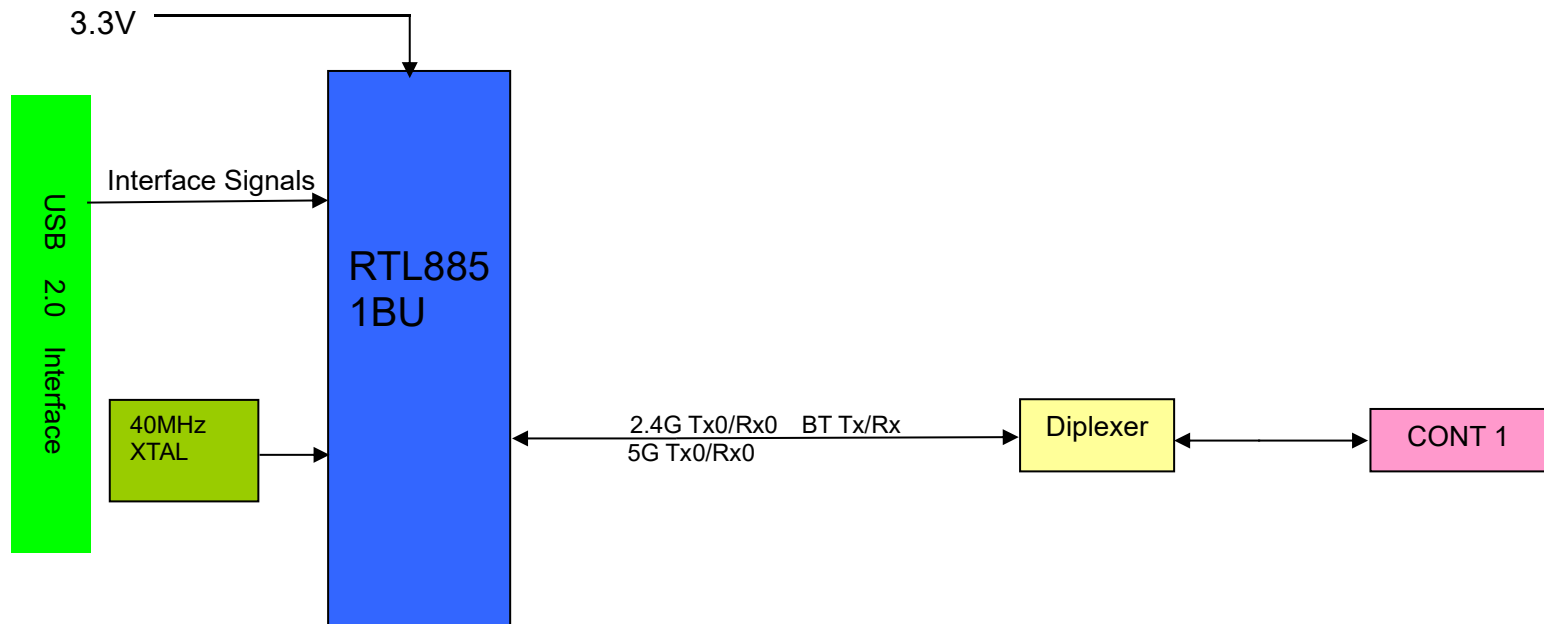 3.3V
Interface Signals
USB 2.0 Interface
RTL885
1BU
40MHz
XTAL
2.4G Tx0/Rx0 BT Tx/Rx
5G Tx0/Rx0
Diplexer
CONT 1